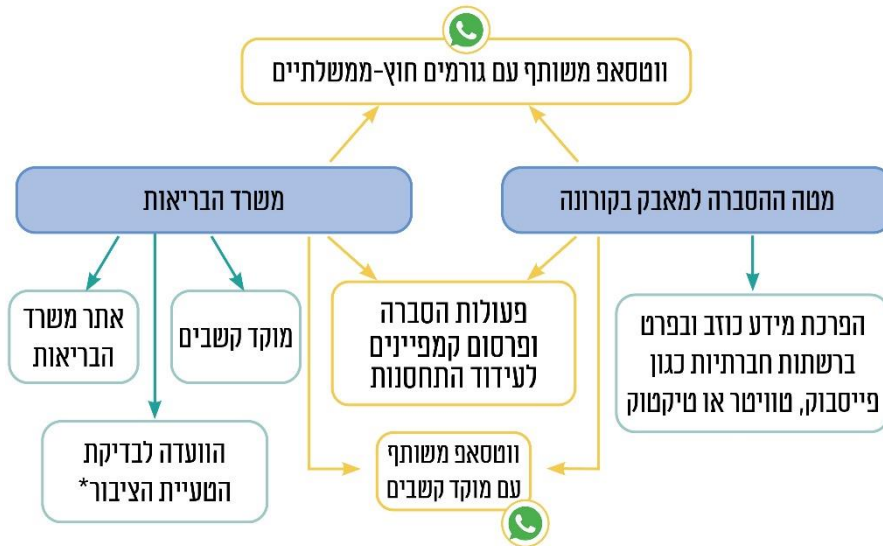 ווטסאפ משותף עם גורמים חוץ-ממשלתיים
מטה ההסברה למאבק בקורונה
משרד הבריאות
הפרכת מידע כוזב ובפרט
ברשתות חברתיות כגון
פייסבוק, טוויטר או טיקטוק
פעולות הסברה
ופרסום קמפיינים
לעידוד התחסנות
מוקד קשבים
אתר משרד
הבריאות
ווטסאפ משותף
עם מוקד קשבים
הוועדה לבדיקת
הטעיית הציבור*